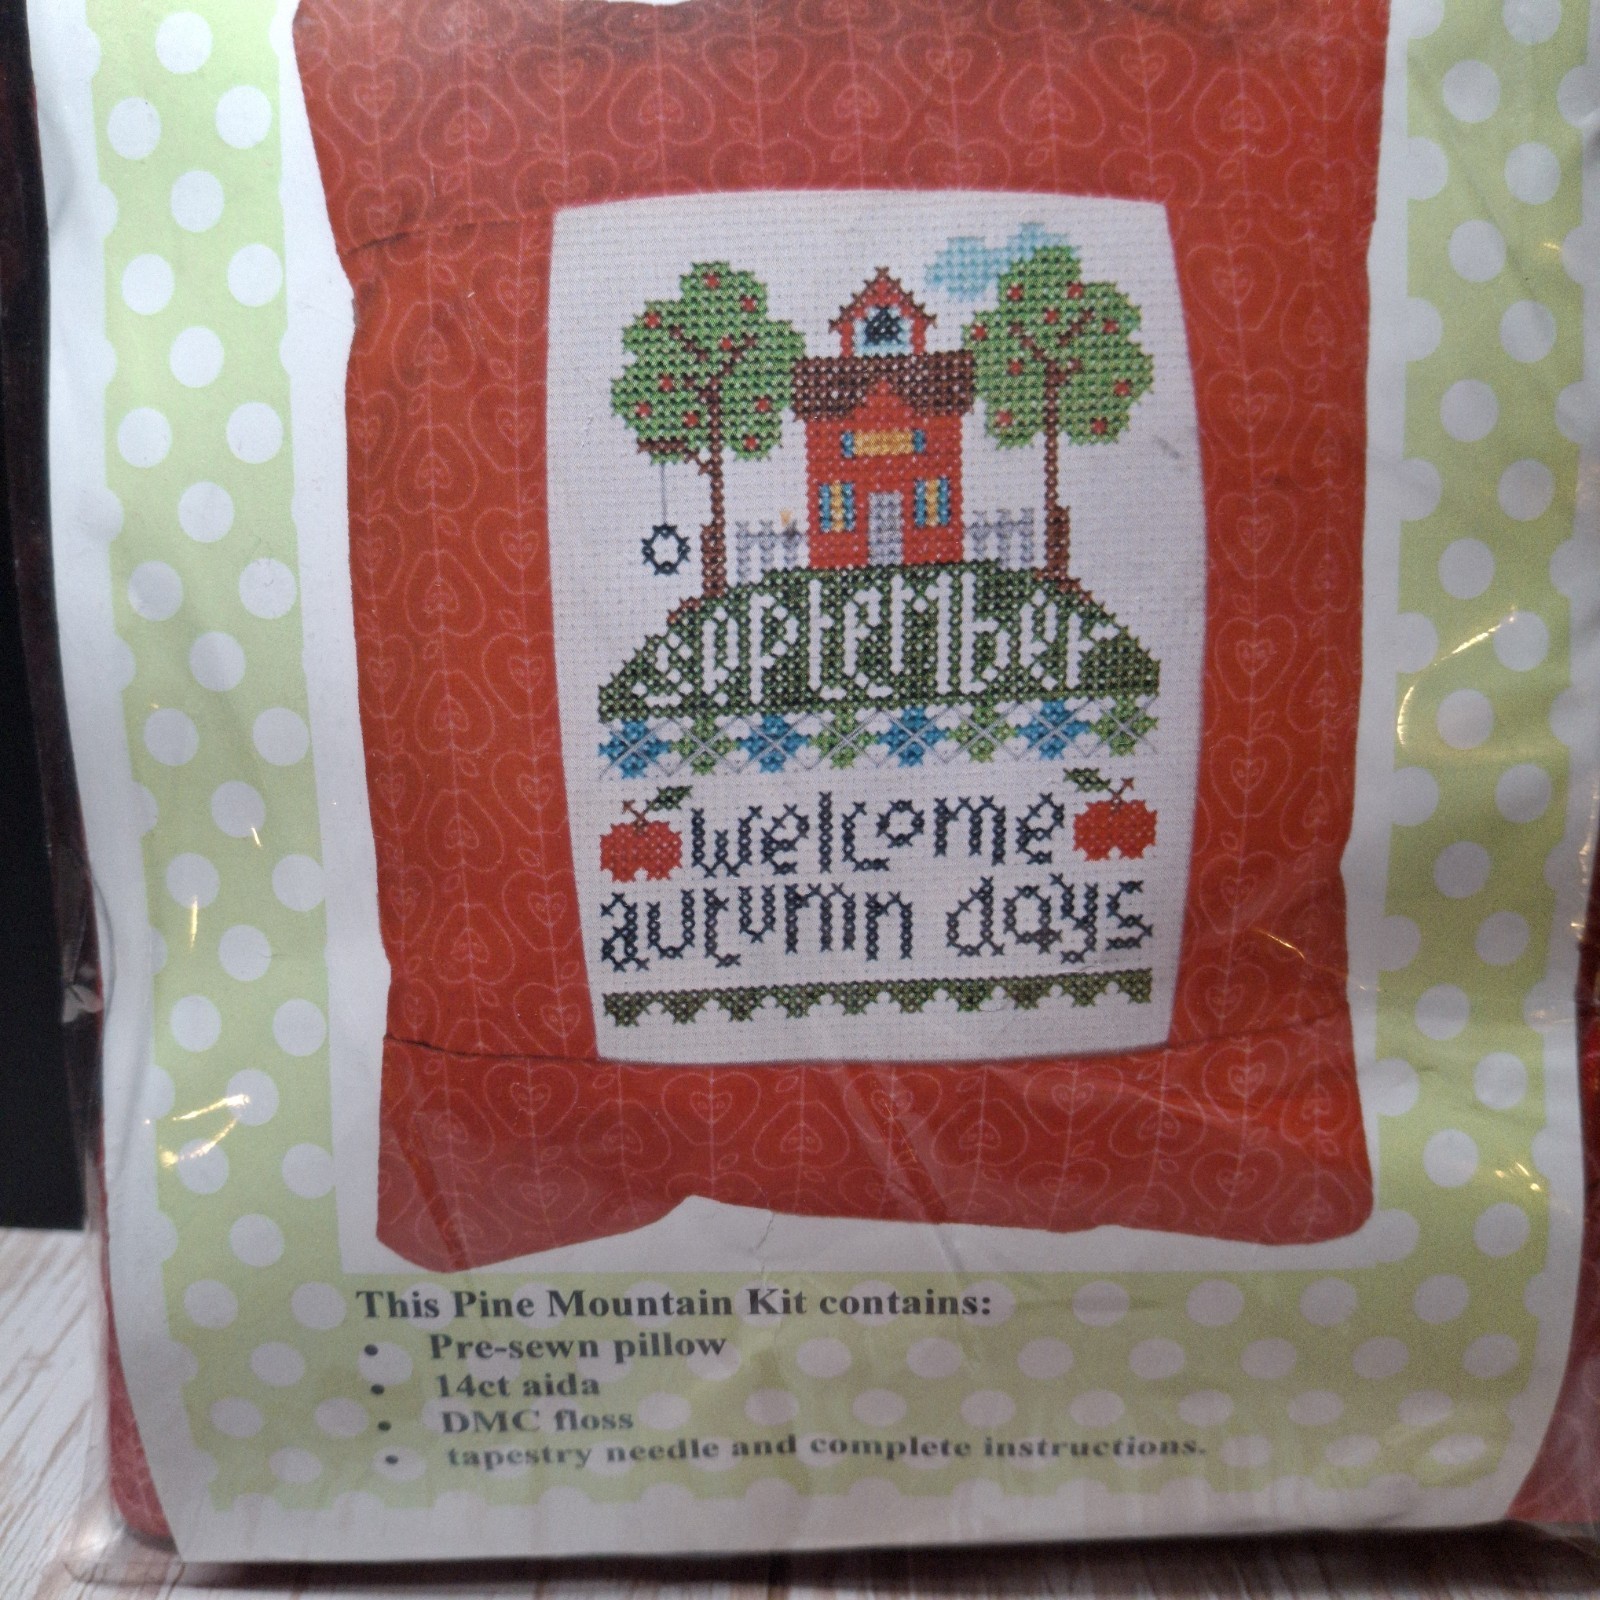 september
welcome
autumn days
This Pine Mountain Kit contains:
• Pre-sewn pillow
• 14ct aida
• DMC floss
• tapestry needle and complete instructions.